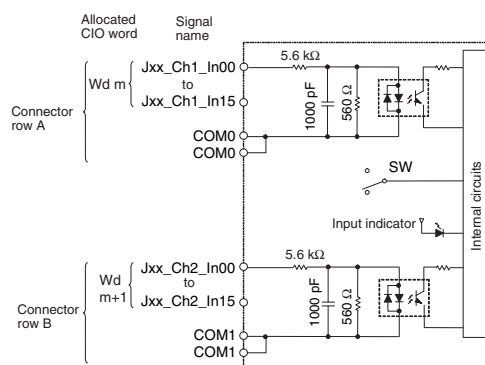 Allocated CIO word
Signal name
Connector row A
Wd m
Jxx_Ch1_In00
to
Jxx_Ch1_In15
COM0
COM0
5.6 kΩ
1000 pF
560 Ω
SW
Input indicator
Internal circuits
Connector row B
Wd m+1
Jxx_Ch2_In00
to
Jxx_Ch2_In15
COM1
COM1
5.6 kΩ
1000 pF
560 Ω